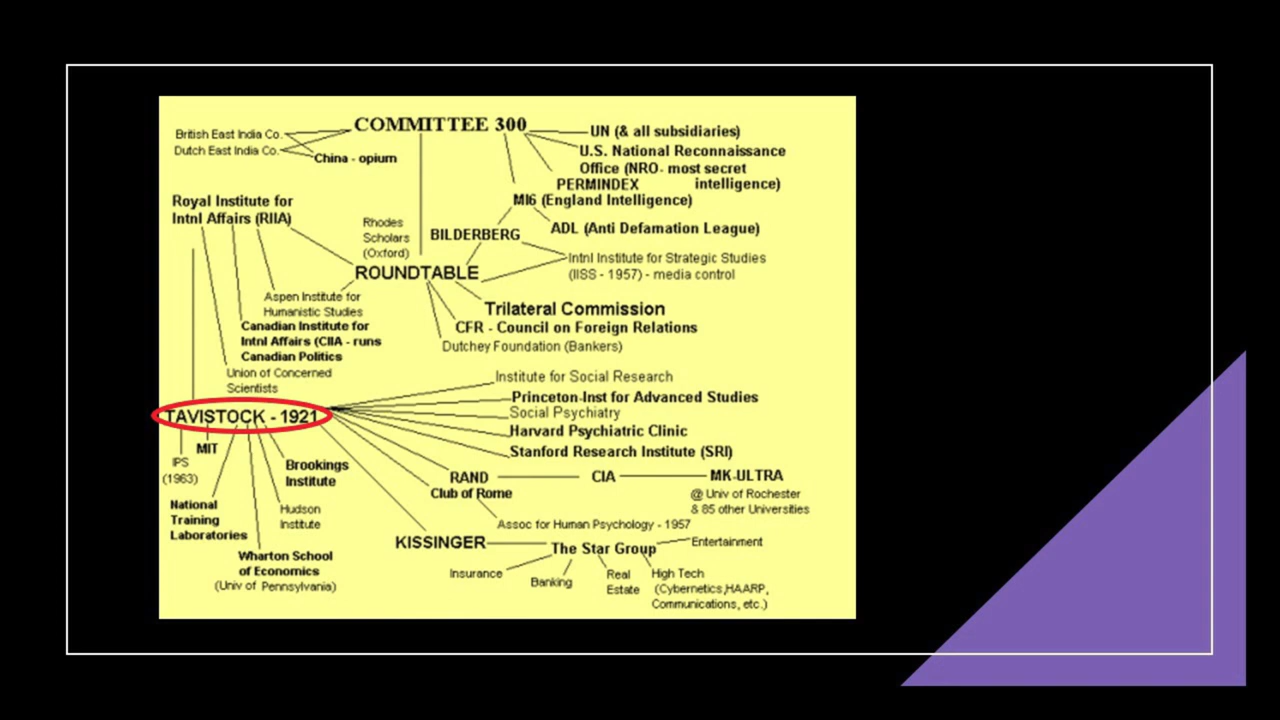 COMMITTEE 300
British East India Co.
Dutch East India Co.
China - opium
UN (& all subsidiaries)
U.S. National Reconnaissance
Office (NRO- most secret
intelligence)
PERMINDEX
MI6 (England Intelligence)
ADL (Anti Defamation League)
Royal Institute for
Intnl Affairs (RIIA)
Rhodes
Scholars
(Oxford)
BILDERBERG
Intnl Institute for Strategic Studies
(IISS - 1957) - media control
ROUNDTABLE
Aspen Institute for
Humanistic Studies
Canadian Institute for
Intnl Affairs (CIIA - runs
Canadian Politics
Union of Concerned
Scientists
Trilateral Commission
CFR - Council on Foreign Relations
Dutchey Foundation (Bankers)
TAVISTOCK - 1921
Institute for Social Research
Princeton-Inst for Advanced Studies
Social Psychiatry
Harvard Psychiatric Clinic
Stanford Research Institute (SRI)
MIT
IPS
(1963)
Brookings
Institute
RAND
CIA
MK-ULTRA
@ Univ of Rochester
& 85 other Universities
Club of Rome
National
Training
Laboratories
Hudson
Institute
Assoc for Human Psychology - 1957
Wharton School
of Economics
(Univ of Pennsylvania)
KISSINGER
The Star Group
Entertainment
Insurance
Banking
Real
Estate
High Tech
(Cybernetics,HAARP,
Communications, etc.)